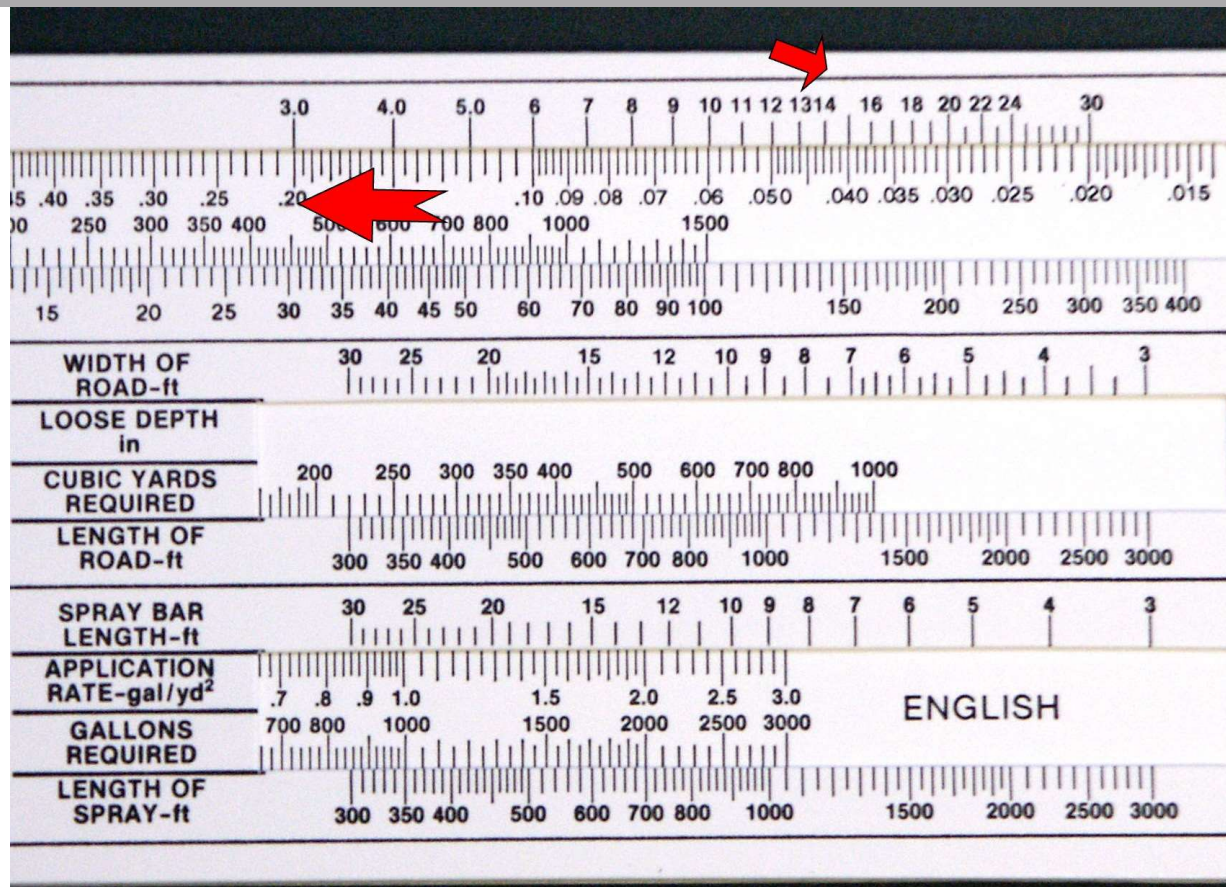 3.0 4.0 5.0 6 7 8 9 10 11 12 13 14 16 18 20 22 24 30
.40 .35 .30 .25 .20 .10 .09 .08 .07 .06 .050 .040 .035 .030 .025 .020 .015
250 300 350 400 500 600 700 800 1000 1500
15 20 25 30 35 40 45 50 60 70 80 90 100 150 200 250 300 350 400
WIDTH OF 30 25 20 15 12 10 9 8 7 6 5 4 3
ROAD-ft
LOOSE DEPTH
in
CUBIC YARDS 200 250 300 350 400 500 600 700 800 1000
REQUIRED
LENGTH OF
ROAD-ft 300 350 400 500 600 700 800 1000 1500 2000 2500 3000
SPRAY BAR 30 25 20 15 12 10 9 8 7 6 5 4 3
LENGTH-ft
APPLICATION
RATE-gal/yd² .7 .8 .9 1.0 1.5 2.0 2.5 3.0 ENGLISH
GALLONS 700 800 1000 1500 2000 2500 3000
REQUIRED
LENGTH OF
SPRAY-ft 300 350 400 500 600 700 800 1000 1500 2000 2500 3000